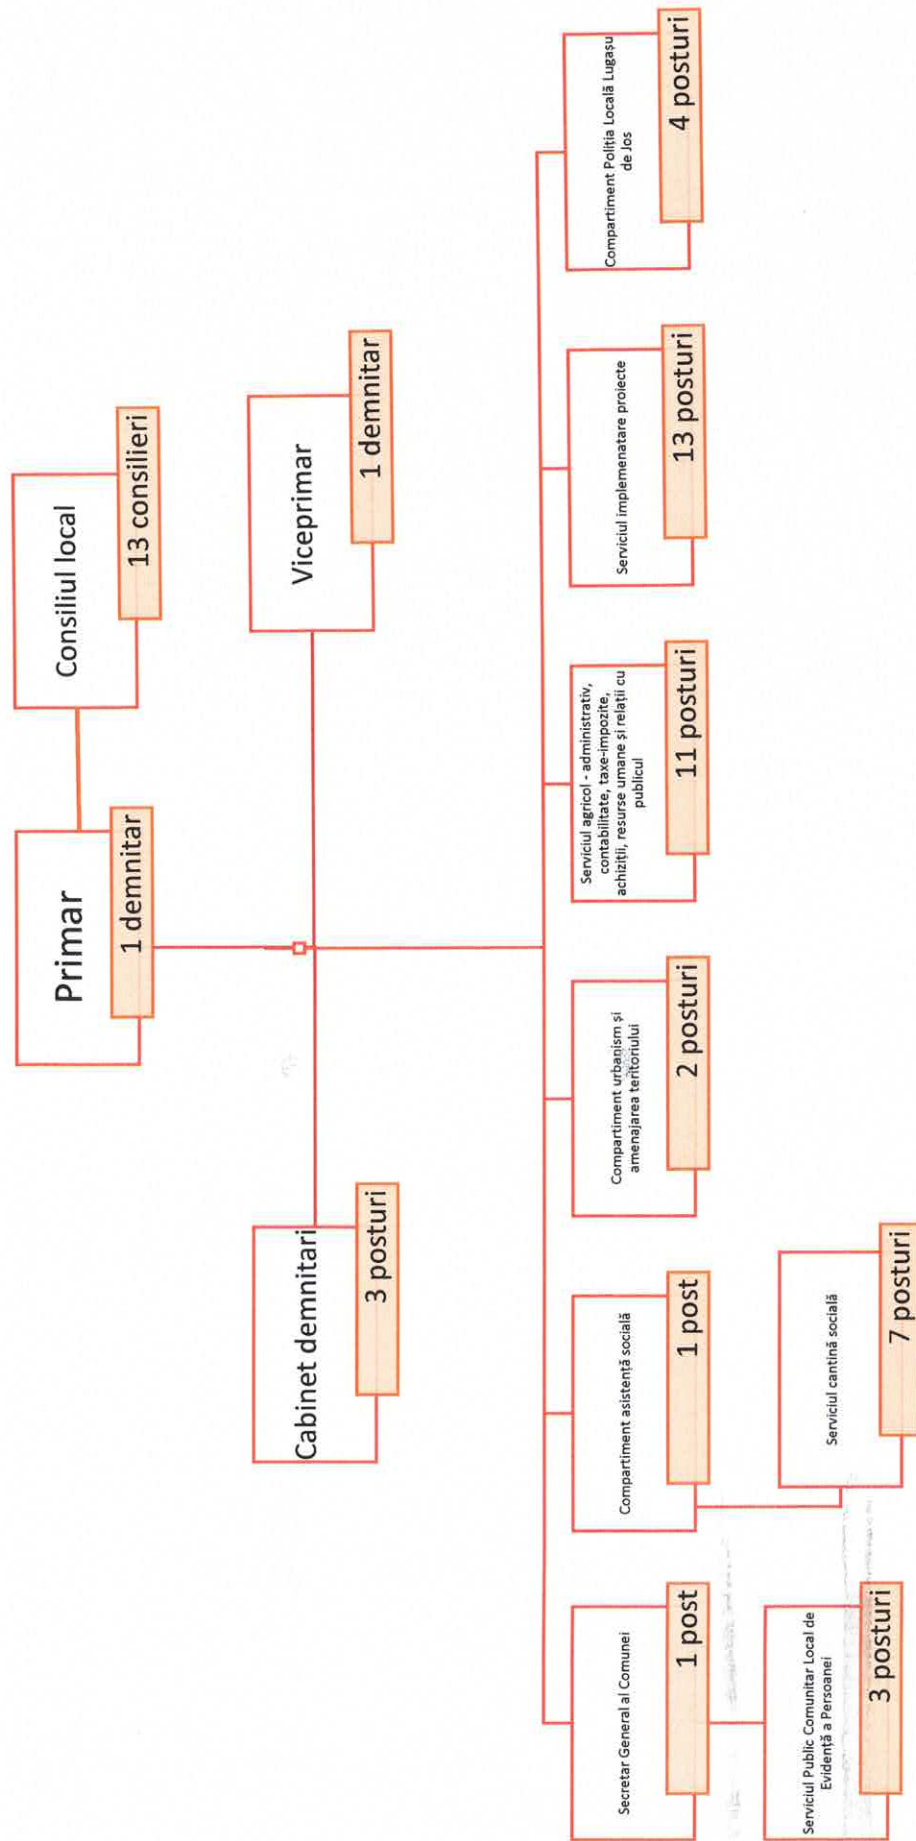 Primar
1 demnitar
Consiliul local
13 consilieri
Cabinet demnitari
3 posturi
Viceprimar
1 demnitar
Secretar General al Comunei
1 post
Compartiment asistență socială
1 post
Compartiment urbanism și
amenajarea teritoriului
2 posturi
Serviciul agricol - administrativ,
contabilitate, taxe-impozite,
achiziții, resurse umane și relații cu
publicul
11 posturi
Serviciul implemenatare proiecte
13 posturi
Compartiment Poliția Locală Lugașu
de Jos
4 posturi
Serviciul Public Comunitar Local de
Evidență a Persoanei
3 posturi
Serviciul cantină socială
7 posturi